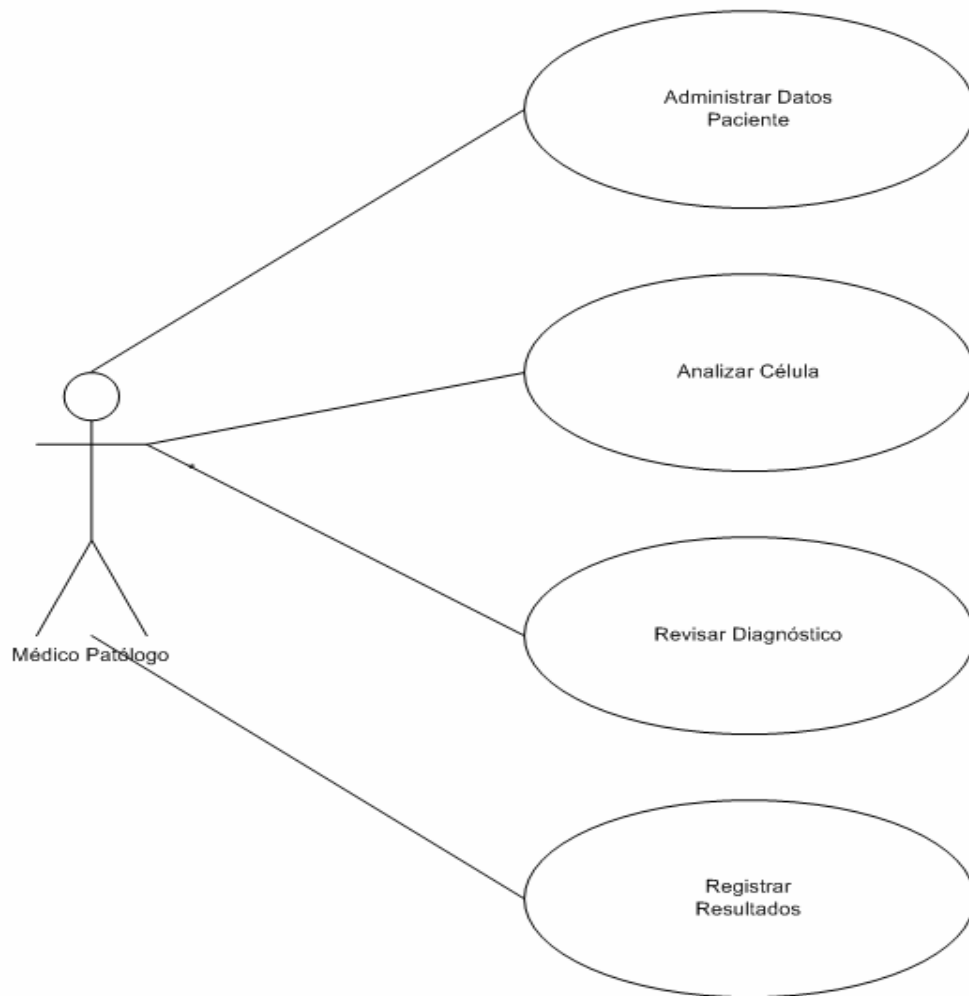 Administrar Datos
Paciente
Analizar Célula
Revisar Diagnóstico
Médico Patólogo
Registrar
Resultados